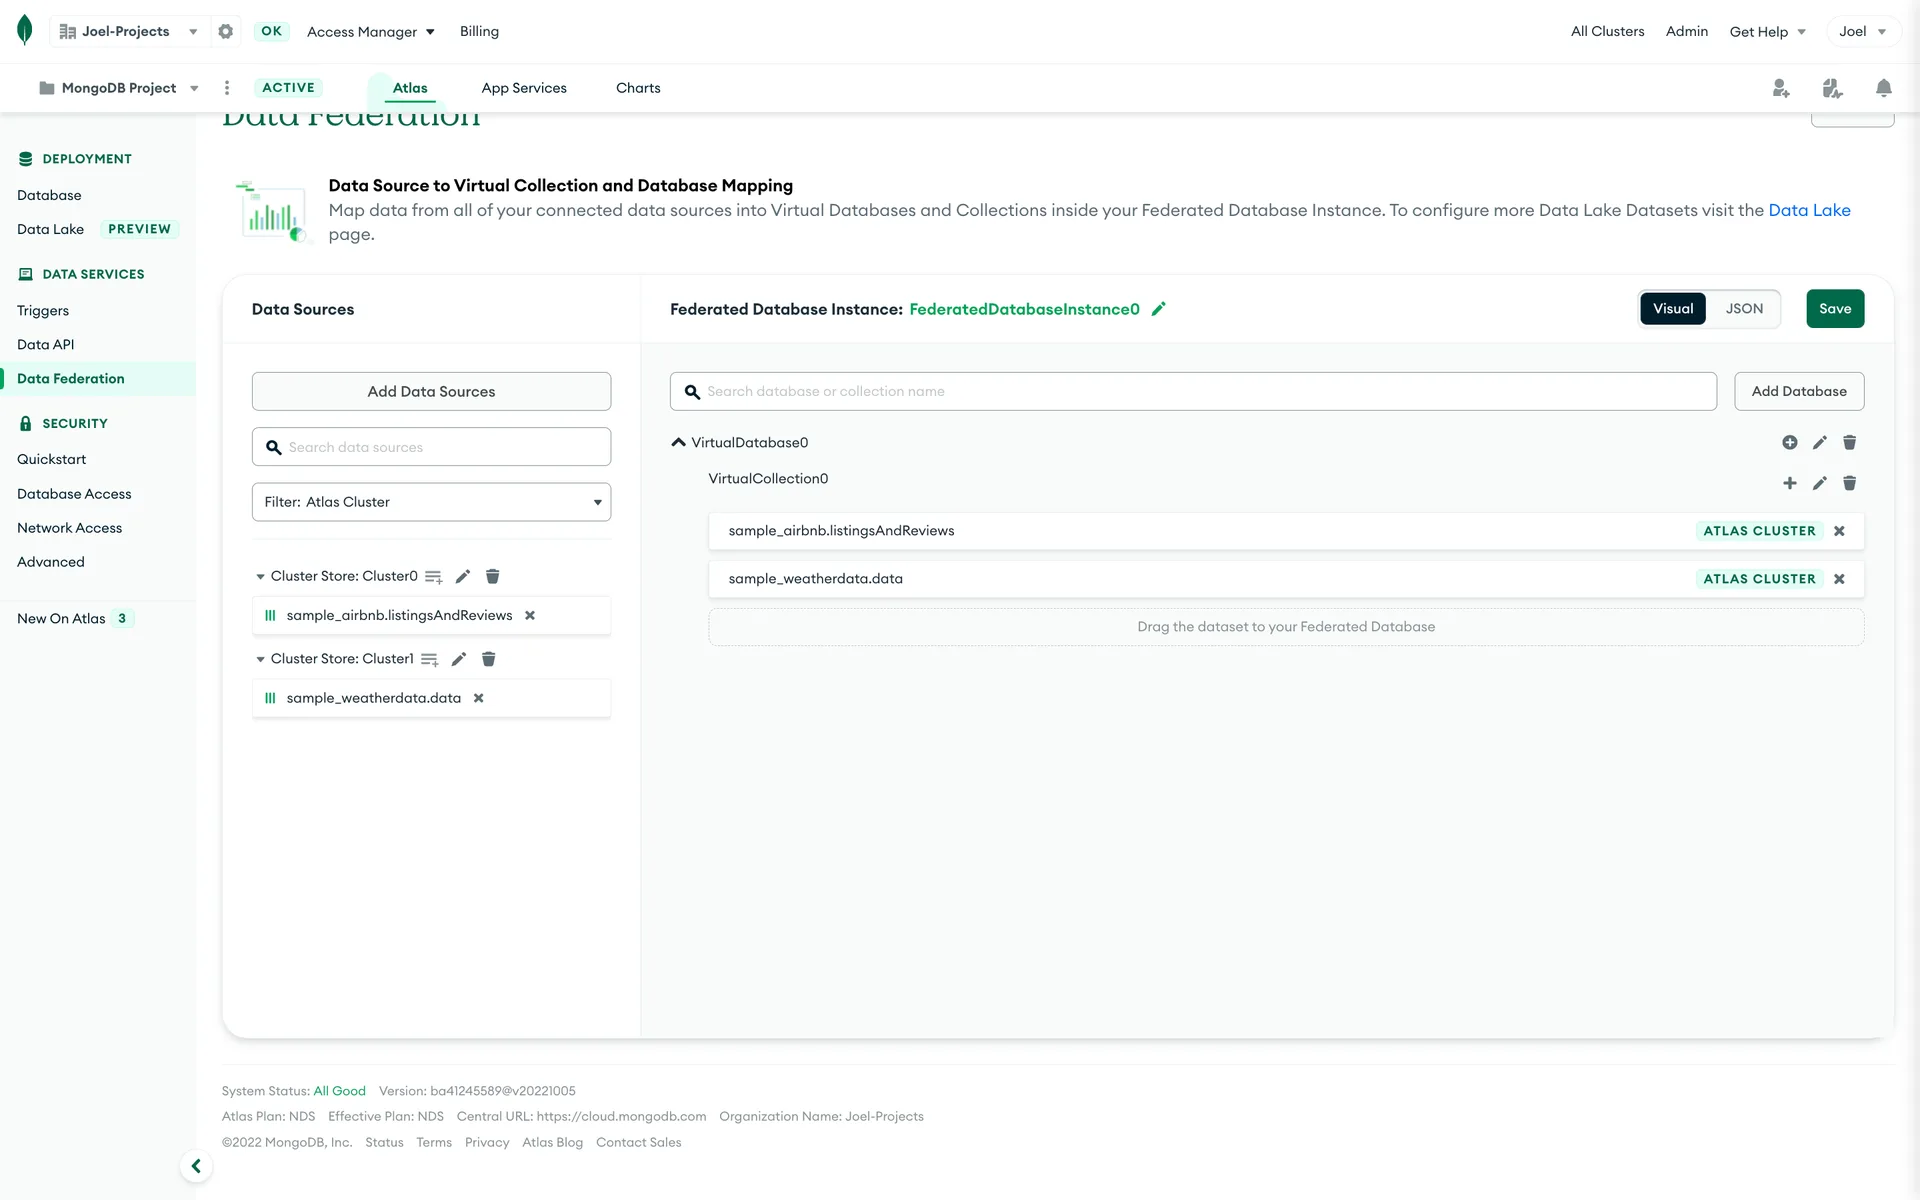 Joel-Projects
OK
Access Manager
Billing
All Clusters
Admin
Get Help
Joel
MongoDB Project
ACTIVE
Atlas
App Services
Charts
Data Federation
DEPLOYMENT
Database
Data Lake PREVIEW
DATA SERVICES
Triggers
Data API
Data Federation
SECURITY
Quickstart
Database Access
Network Access
Advanced
New On Atlas 3
Data Source to Virtual Collection and Database Mapping
Map data from all of your connected data sources into Virtual Databases and Collections inside your Federated Database Instance. To configure more Data Lake Datasets visit the Data Lake
page.
Data Sources
Add Data Sources
Search data sources
Filter: Atlas Cluster
Cluster Store: Cluster0
sample_airbnb.listingsAndReviews
Cluster Store: Cluster1
sample_weatherdata.data
Federated Database Instance: FederatedDatabaseInstance0
Visual
JSON
Save
Search database or collection name
Add Database
VirtualDatabase0
VirtualCollection0
sample_airbnb.listingsAndReviews ATLAS CLUSTER
sample_weatherdata.data ATLAS CLUSTER
Drag the dataset to your Federated Database
System Status: All Good Version: ba41245589@v20221005
Atlas Plan: NDS Effective Plan: NDS Central URL: https://cloud.mongodb.com Organization Name: Joel-Projects
©2022 MongoDB, Inc. Status Terms Privacy Atlas Blog Contact Sales